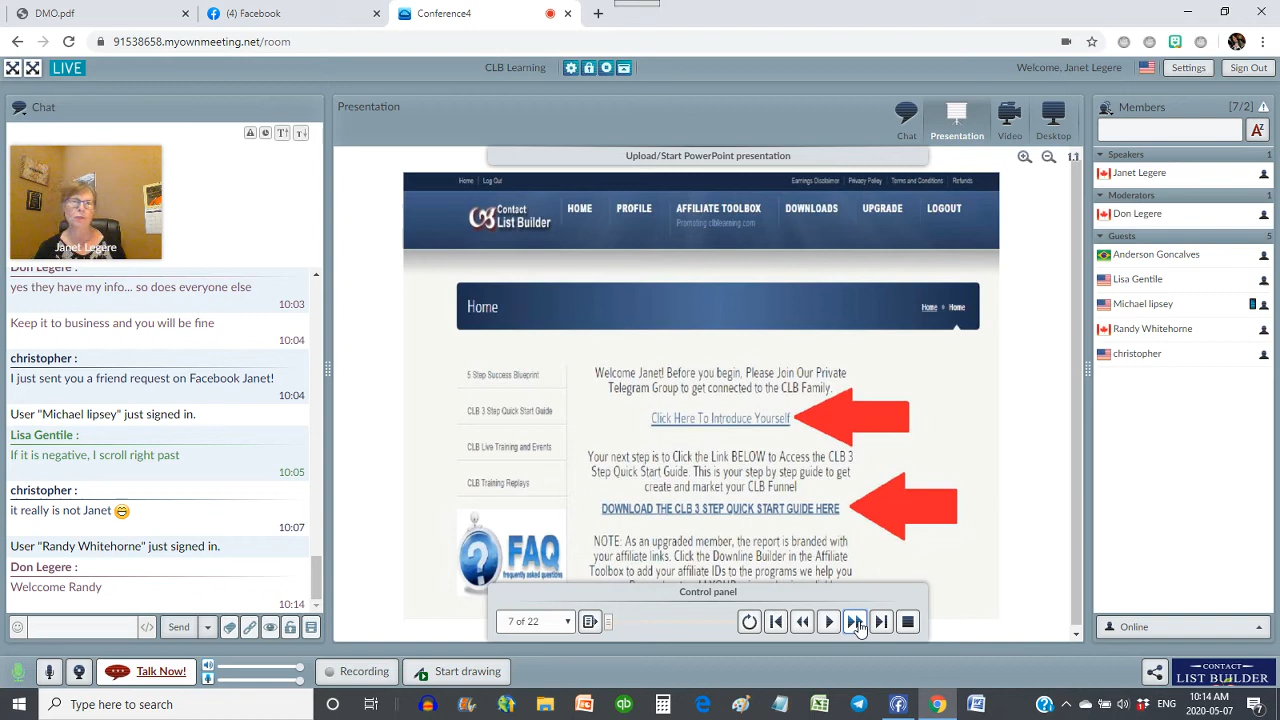 DMO.pdf
(4) Facebook
Conference4
91538658.myownmeeting.net/room
LIVE
CLB Learning
Welcome, Janet Legere
Settings
Sign Out
Chat
Janet Legere
Don Legere :
yes they have my info... so does everyone else
10:03
Keep it to business and you will be fine
10:04
christopher :
I just sent you a friend request on Facebook Janet!
10:04
User "Michael lipsey" just signed in.
Lisa Gentile :
If it is negative, I scroll right past
10:05
christopher :
it really is not Janet
10:07
User "Randy Whitehorne" just signed in.
Don Legere :
Welcome Randy
10:14
Send
Presentation
Chat
Presentation
Video
Desktop
Upload/Start PowerPoint presentation
1:1
Home | Log Out
Earnings Disclaimer | Privacy Policy | Terms and Conditions | Refunds
Contact
List Builder
HOME
PROFILE
AFFILIATE TOOLBOX
Promoting clblearning.com
DOWNLOADS
UPGRADE
LOGOUT
Home
Home » Home
5 Step Success Blueprint
CLB 3 Step Quick Start Guide
CLB Live Training and Events
CLB Training Replays
FAQ
frequently asked questions
Welcome Janet! Before you begin, Please Join Our Private
Telegram Group to get connected to the CLB Family.
Click Here To Introduce Yourself
Your next step is to Click the Link BELOW to Access the CLB 3
Step Quick Start Guide. This is your step by step guide to get
create and market your CLB Funnel
DOWNLOAD THE CLB 3 STEP QUICK START GUIDE HERE
NOTE: As an upgraded member, the report is branded with
your affiliate links. Click the Downline Builder in the Affiliate
Toolbox to add your affiliate IDs to the programs we help you
Control panel
7 of 22
Members
[7/2]
Speakers
1
Janet Legere
Moderators
1
Don Legere
Guests
5
Anderson Goncalves
Lisa Gentile
Michael lipsey
Randy Whitehorne
christopher
Online
Talk Now!
Recording
Start drawing
CONTACT
LIST BUILDER
Type here to search
ENG
10:14 AM
2020-05-07